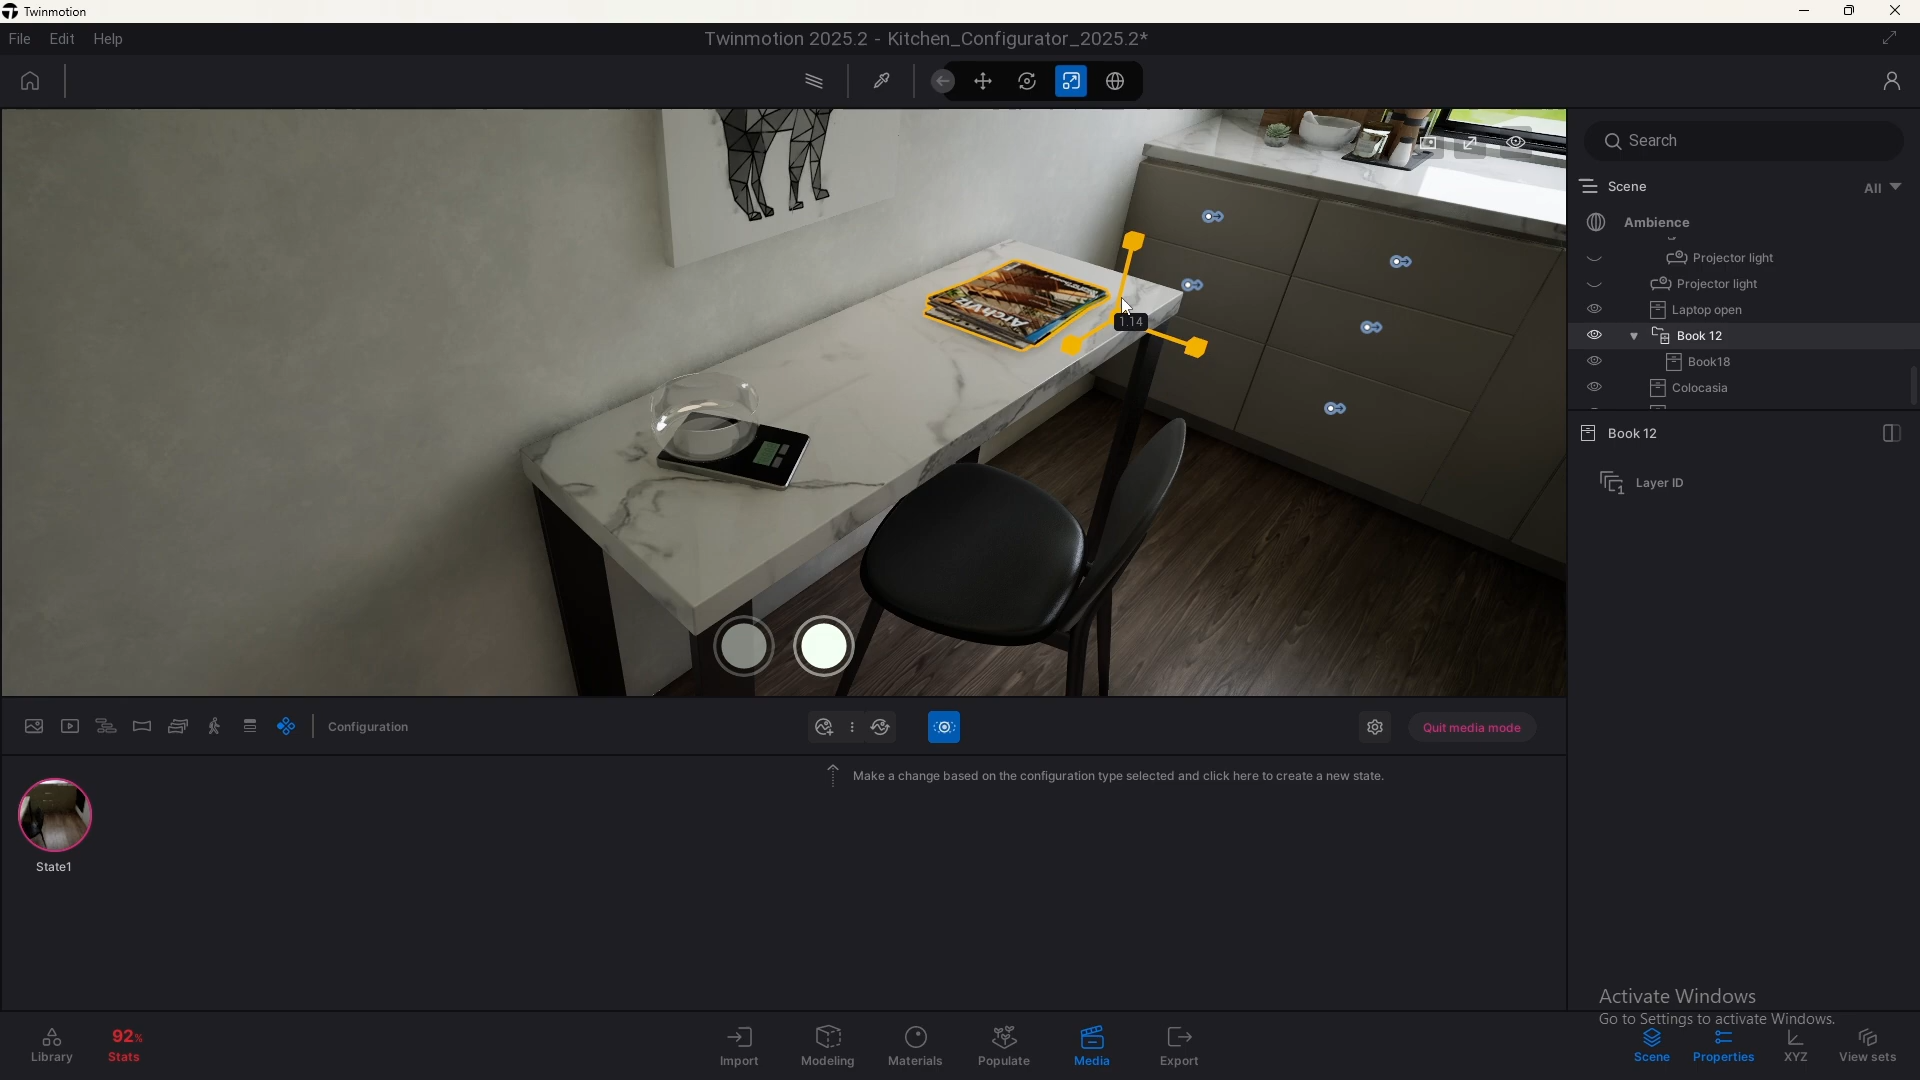 Twinmotion
File Edit Help
Twinmotion 2025.2 - Kitchen_Configurator_2025.2*
Search
Scene
All
Ambience
Projector light
Projector light
Laptop open
Book 12
Book18
Colocasia
Book 12
Layer ID
1.14
ArchViz
Configuration
Quit media mode
Make a change based on the configuration type selected and click here to create a new state.
State1
Activate Windows
Go to Settings to activate Windows.
Library
92%
Stats
Import
Modeling
Materials
Populate
Media
Export
Scene
Properties
XYZ
View sets